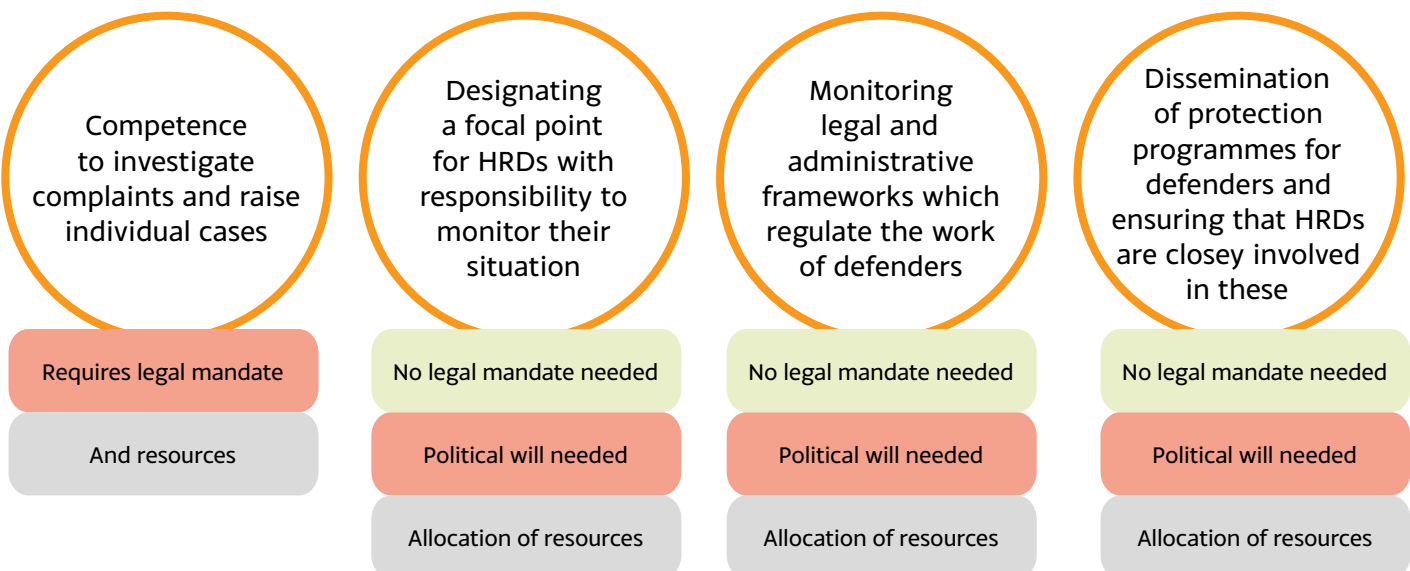 Competence
to investigate
complaints and raise
individual cases
Requires legal mandate
And resources
Designating
a focal point
for HRDs with
responsibility to
monitor their
situation
No legal mandate needed
Political will needed
Allocation of resources
Monitoring
legal and
administrative
frameworks which
regulate the work
of defenders
No legal mandate needed
Political will needed
Allocation of resources
Dissemination
of protection
programmes for
defenders and
ensuring that HRDs
are closey involved
in these
No legal mandate needed
Political will needed
Allocation of resources